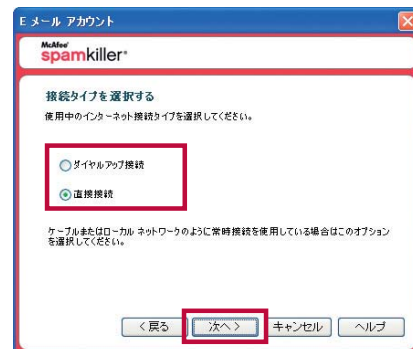 E メール アカウント
McAfee
spamkiller
接続タイプを選択する
使用中のインターネット接続タイプを選択してください。
ダイヤルアップ接続
直接接続
ケーブルまたはローカル ネットワークのように常時接続を使用している場合はこのオプション
を選択してください。
< 戻る 次へ > キャンセル ヘルプ